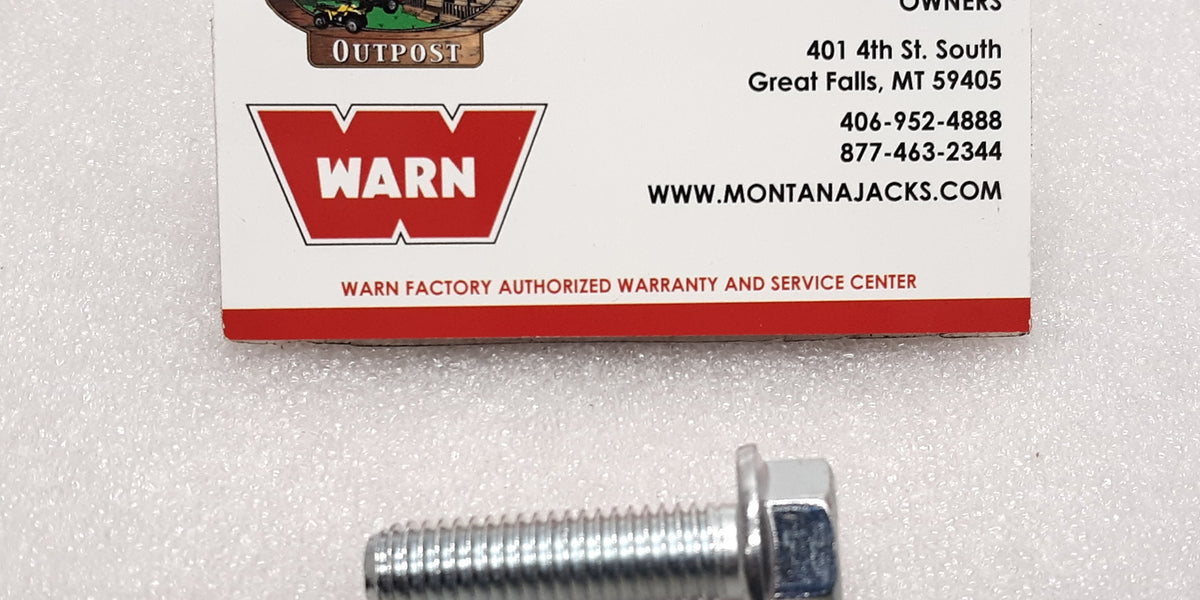 OUTPOST
WARN
OWNERS
401 4th St. South
Great Falls, MT 59405
406-952-4888
877-463-2344
WWW.MONTANAJACKS.COM
WARN FACTORY AUTHORIZED WARRANTY AND SERVICE CENTER